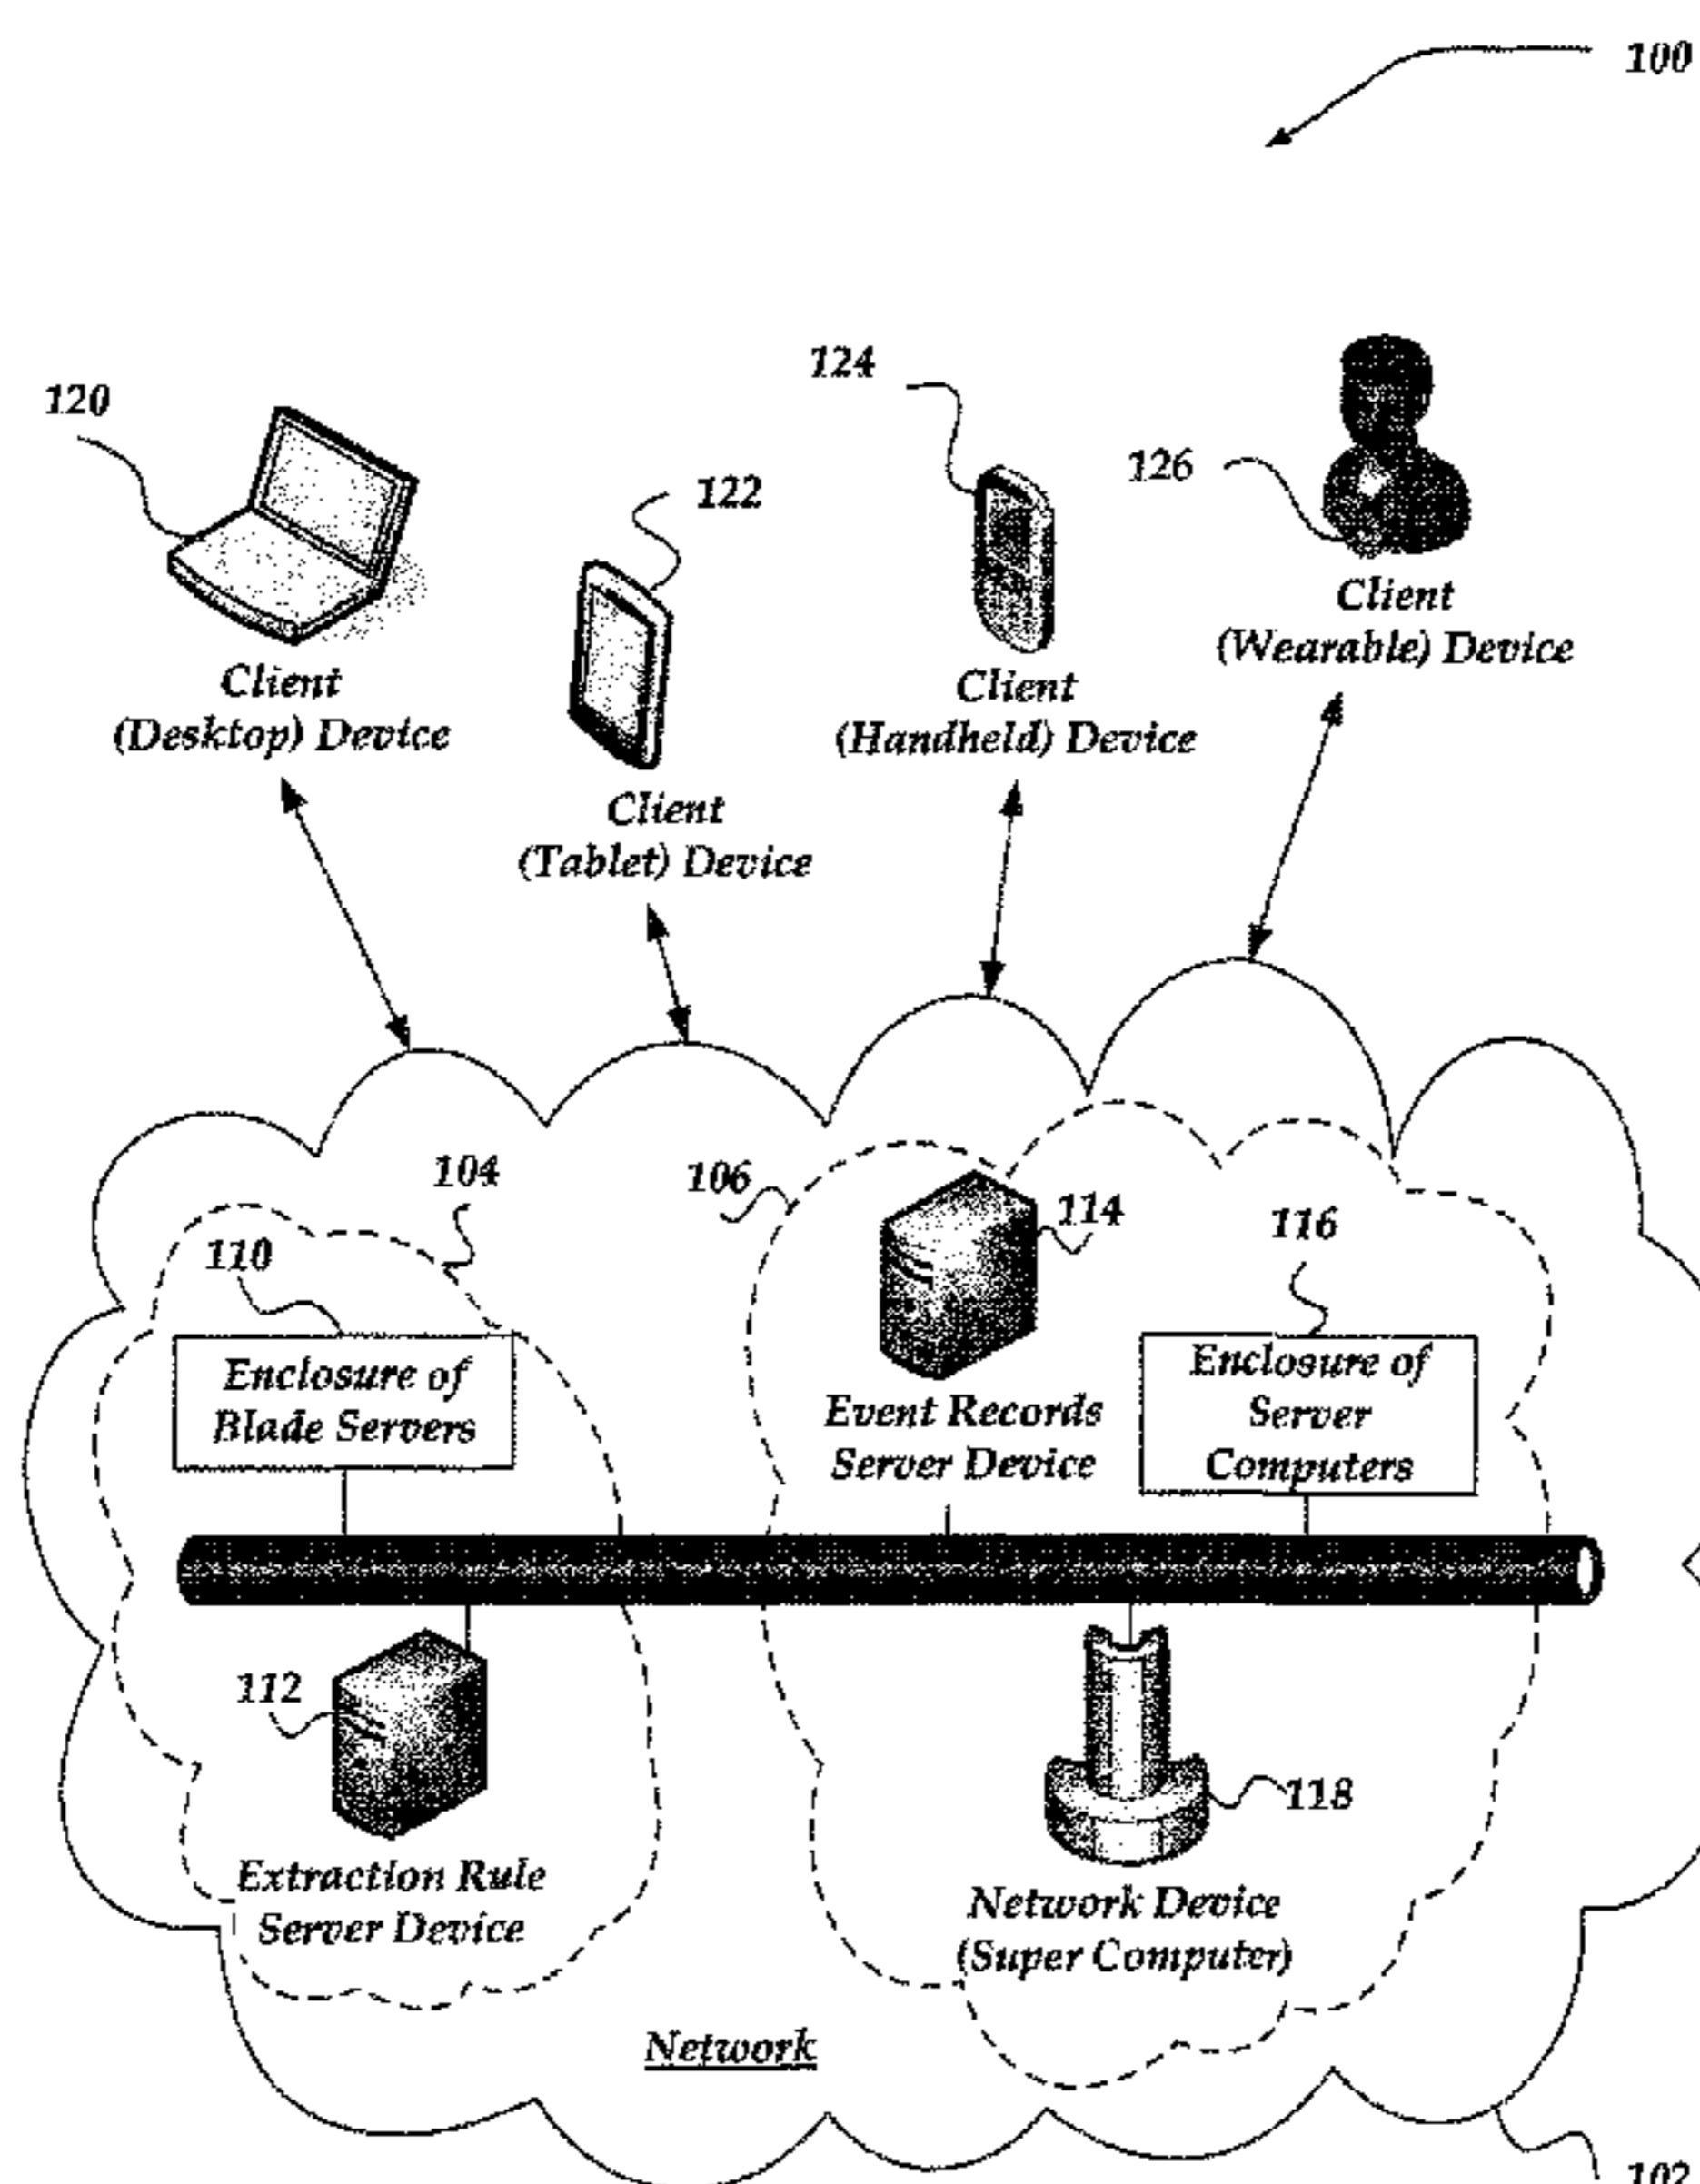 100
120
124
126
122
Client
(Desktop) Device
Client
(Tablet) Device
Client
(Handheld) Device
Client
(Wearable) Device
104
106
114
110
116
Enclosure of
Blade Servers
Event Records
Server Device
Enclosure of
Server
Computers
112
118
Extraction Rule
Server Device
Network Device
(Super Computer)
Network
102